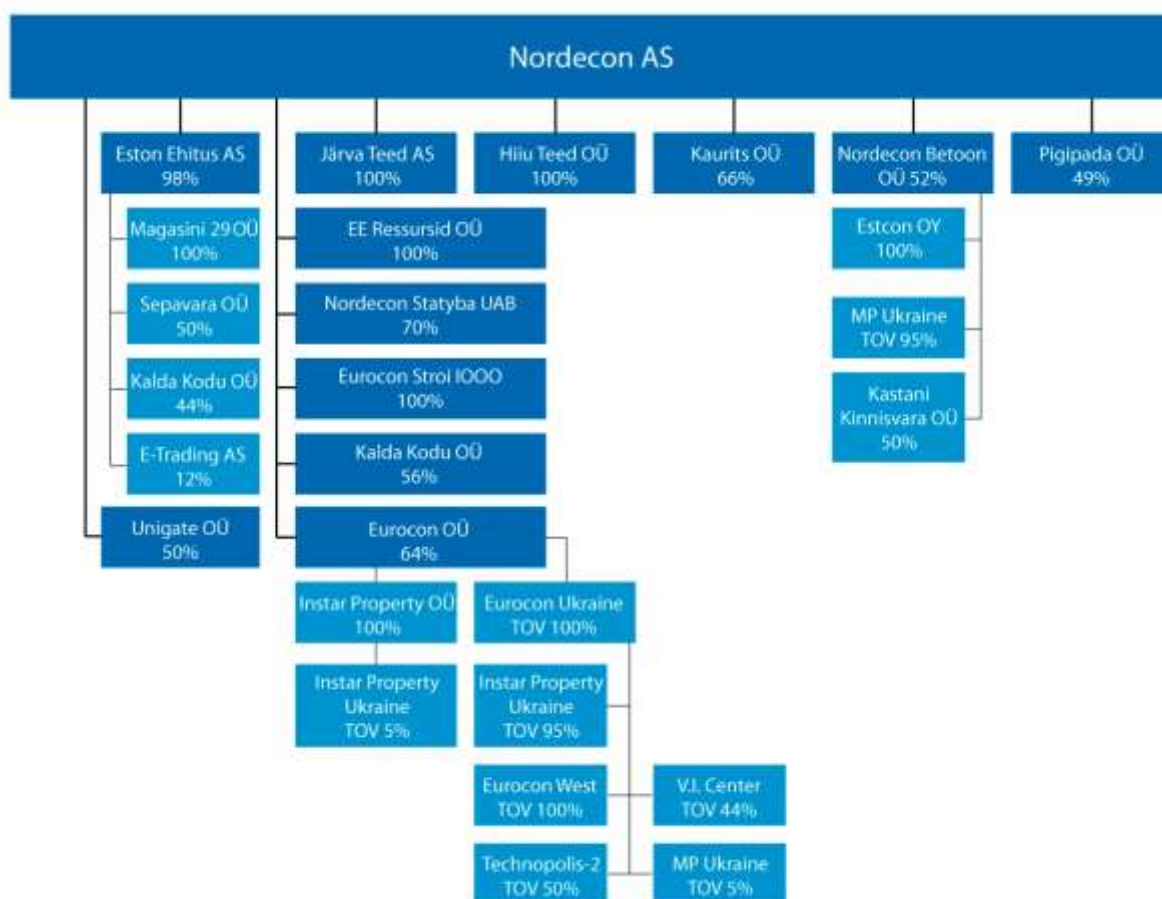 Nordecon AS
Eston Ehitus AS
98%
Järva Teed AS
100%
Hiiu Teed OÜ
100%
Kaurits OÜ
66%
Nordecon Betoon
OÜ 52%
Pigipada OÜ
49%
Magasini 29 OÜ
100%
EE Ressursid OÜ
100%
Estcon OY
100%
Sepavara OÜ
50%
Nordecon Statyba UAB
70%
MP Ukraine
TOV 95%
Kalda Kodu OÜ
44%
Eurocon Stroi IOOO
100%
Kastani
Kinnisvara OÜ
50%
E-Trading AS
12%
Kalda Kodu OÜ
56%
Unigate OÜ
50%
Eurocon OÜ
64%
Instar Property OÜ
100%
Eurocon Ukraine
TOV 100%
Instar Property
Ukraine
TOV 5%
Instar Property
Ukraine
TOV 95%
Eurocon West
TOV 100%
V.I. Center
TOV 44%
Technopolis-2
TOV 50%
MP Ukraine
TOV 5%